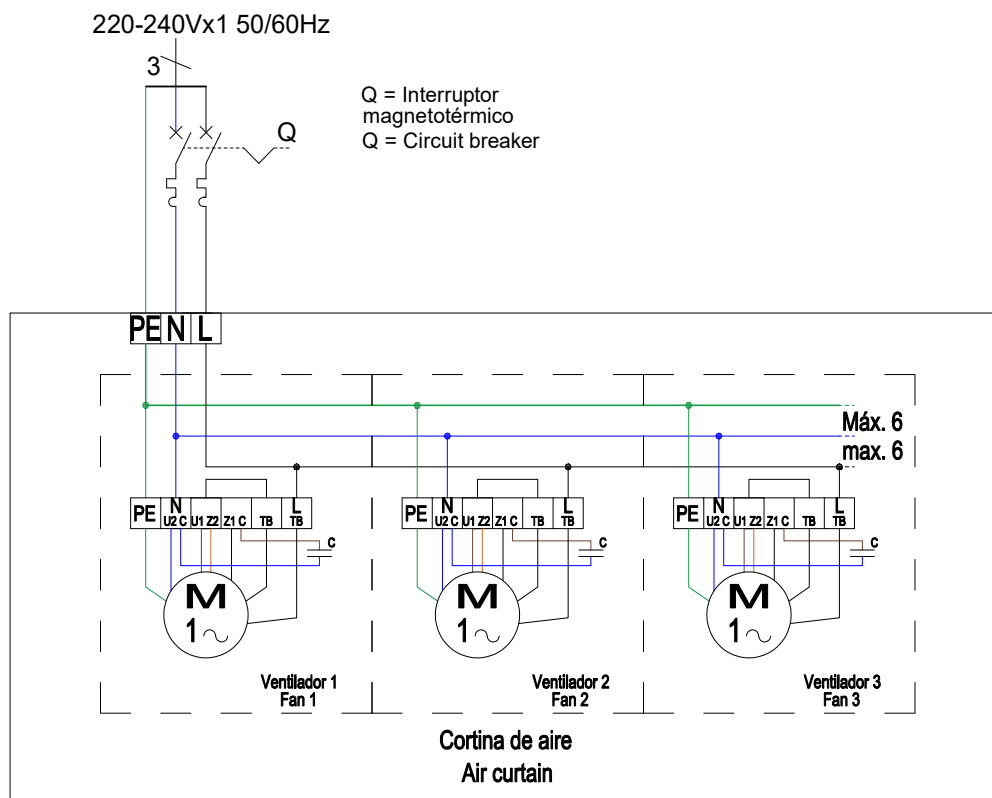 220-240Vx1 50/60Hz
3
Q = Interruptor
magnetotérmico
Q = Circuit breaker
Q
PE N L
Máx. 6
max. 6
PE N U2 C U1 Z2 Z1 C TB L TB
PE N U2 C U1 Z2 Z1 C TB L TB
PE N U2 C U1 Z2 Z1 C TB L TB
C
C
C
M
1
M
1
M
1
Ventilador 1
Fan 1
Ventilador 2
Fan 2
Ventilador 3
Fan 3
Cortina de aire
Air curtain